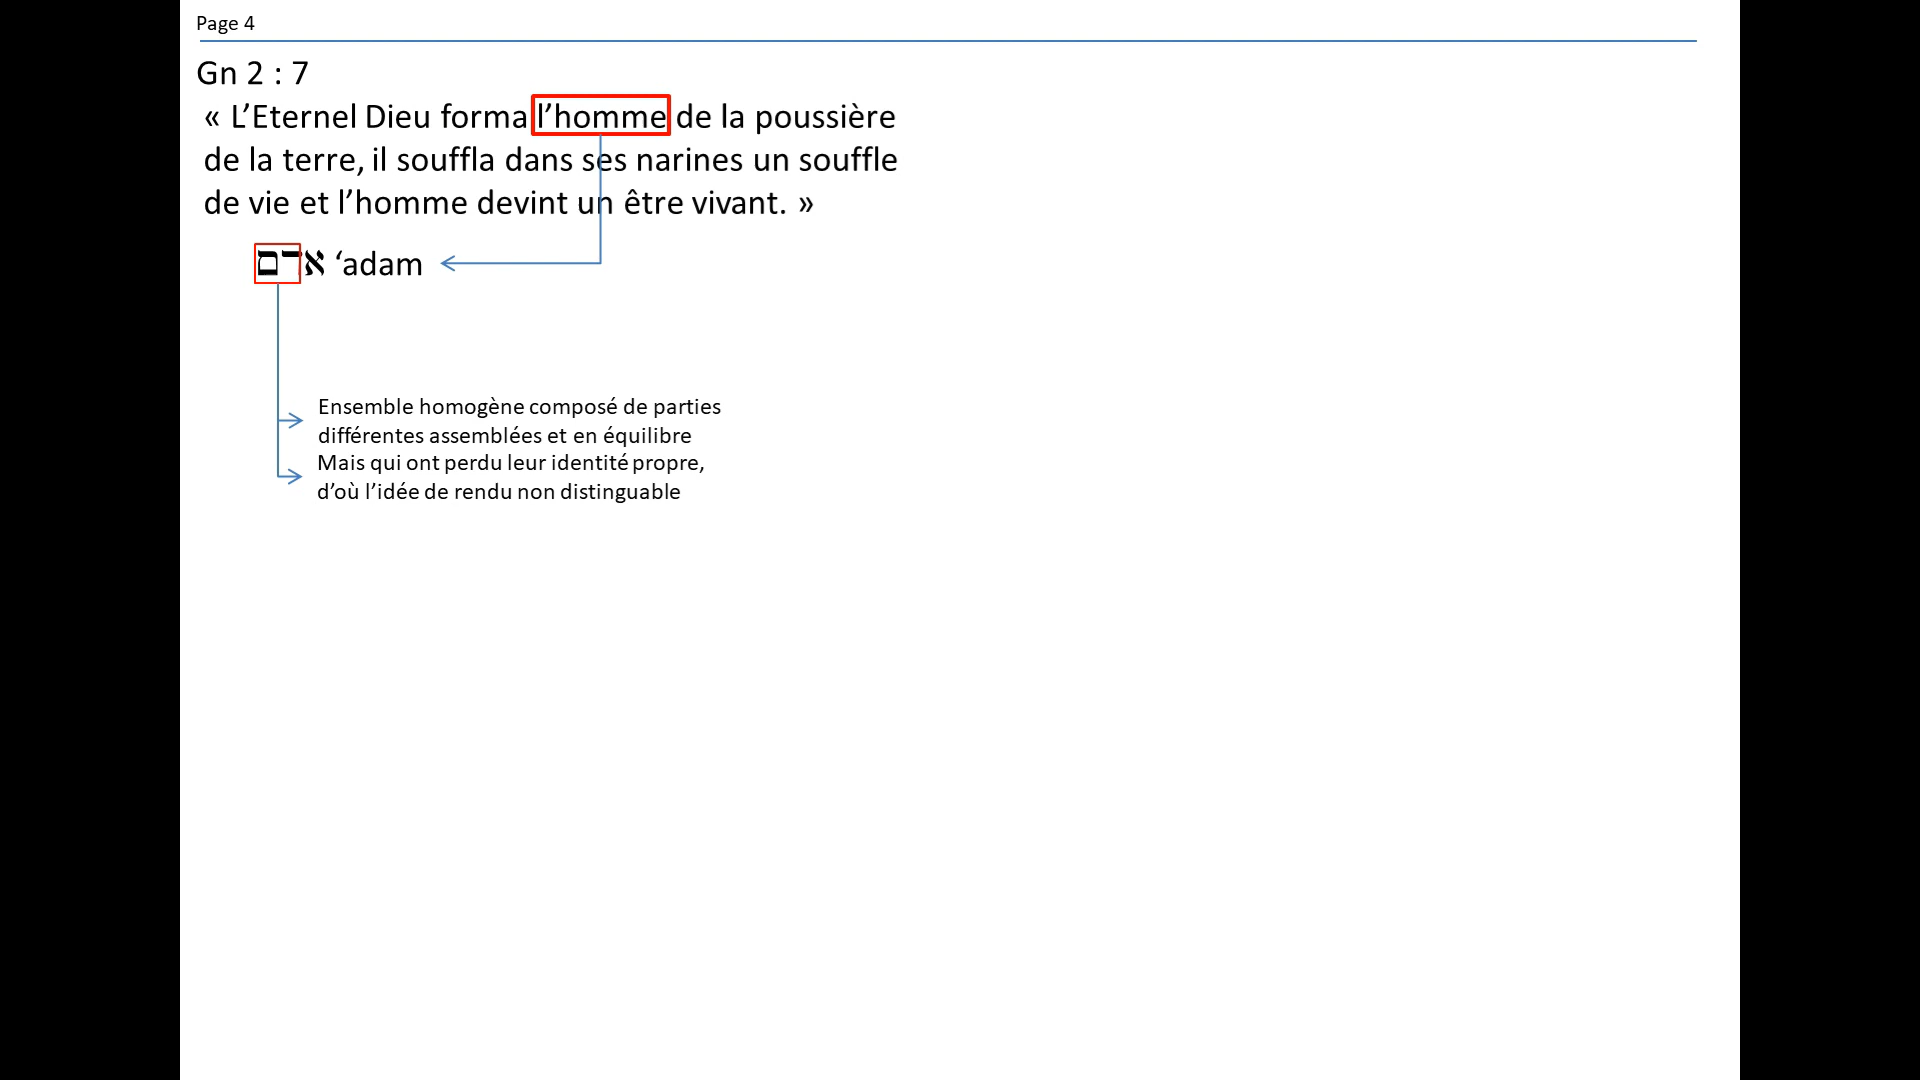 Page 4
Gn 2 : 7
« L’Eternel Dieu forma l’homme de la poussière
de la terre, il souffla dans ses narines un souffle
de vie et l’homme devint un être vivant. »
אדם ‘adam
Ensemble homogène composé de parties
différentes assemblées et en équilibre
Mais qui ont perdu leur identité propre,
d’où l’idée de rendu non distinguable